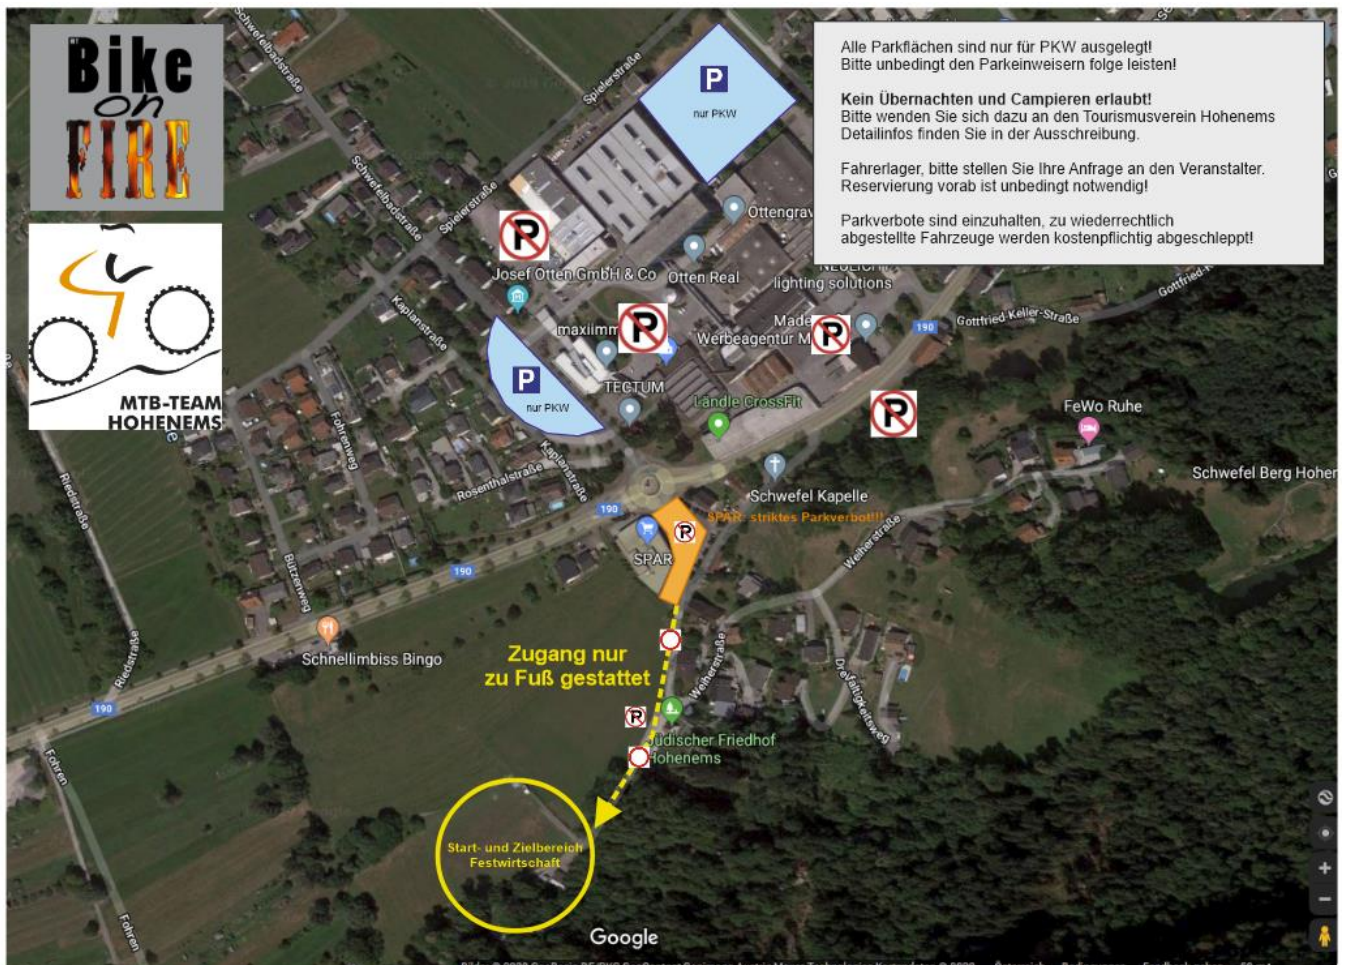 Bike
on
FIRE
MTB-TEAM
HOHENEMS
Alle Parkflächen sind nur für PKW ausgelegt!
Bitte unbedingt den Parkeinweisern folge leisten!
Kein Übernachten und Campieren erlaubt!
Bitte wenden Sie sich dazu an den Tourismusverein Hohenems
Detailinfos finden Sie in der Ausschreibung.
Fahrerlager, bitte stellen Sie Ihre Anfrage an den Veranstalter.
Reservierung vorab ist unbedingt notwendig!
Parkverbote sind einzuhalten, zu wiederrechtlich
abgestellte Fahrzeuge werden kostenpflichtig abgeschleppt!
Schwefelbadstraße
Spielerstraße
P
nur PKW
Schwefelbadstraße
Spielerstraße
Ottengrav
P
Josef Otten GmbH & Co
Otten Real
lighting solutions
Gottfried-Keller-Straße
Kaplanstraße
maxiimm
P
Made
P
190
Werbeagentur M
P
nur PKW
TECTUM
Ländle CrossFit
P
FeWo Ruhe
Fohrenweg
Kaplanstraße
Rosenthalstraße
Schwefel Kapelle
Schwefel Berg Hoher
Riedstraße
190
SPAR: striktes Parkverbot!!!
P
SPAR
Weiherstraße
190
Bützenweg
Schnellimbiss Bingo
Zugang nur
zu Fuß gestattet
Weiherstraße
Dreifaltigkeitsweg
Riedstraße
190
P
Jüdischer Friedhof
Hohenems
Fohren
Start- und Zielbereich
Festwirtschaft
Fohren
Google